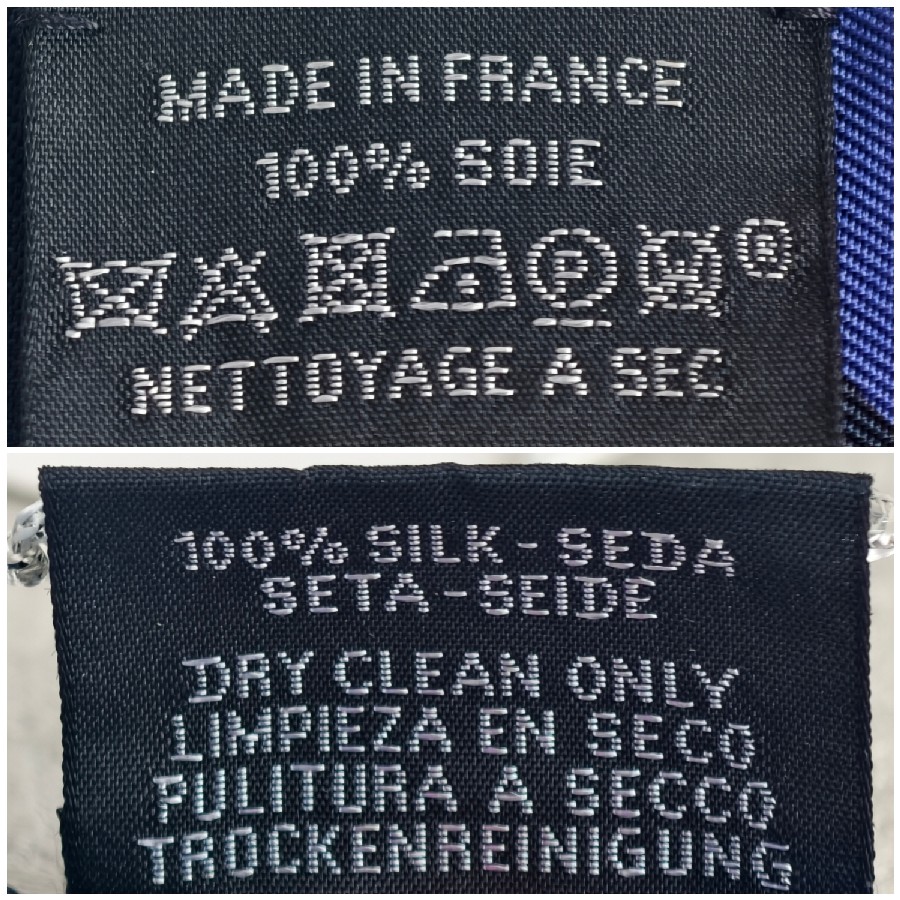 MADE IN FRANCE
100% SOIE
P ®
NETTOYAGE A SEC
100% SILK - SEDA
SETA - SEIDE
DRY CLEAN ONLY
LIMPIEZA EN SECO
PULITURA A SECCO
TROCKENREINIGUNG